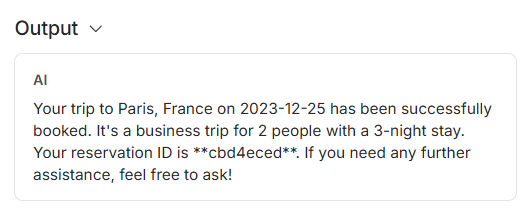 Output
AI
Your trip to Paris, France on 2023-12-25 has been successfully
booked. It's a business trip for 2 people with a 3-night stay.
Your reservation ID is **cbd4eced**. If you need any further
assistance, feel free to ask!